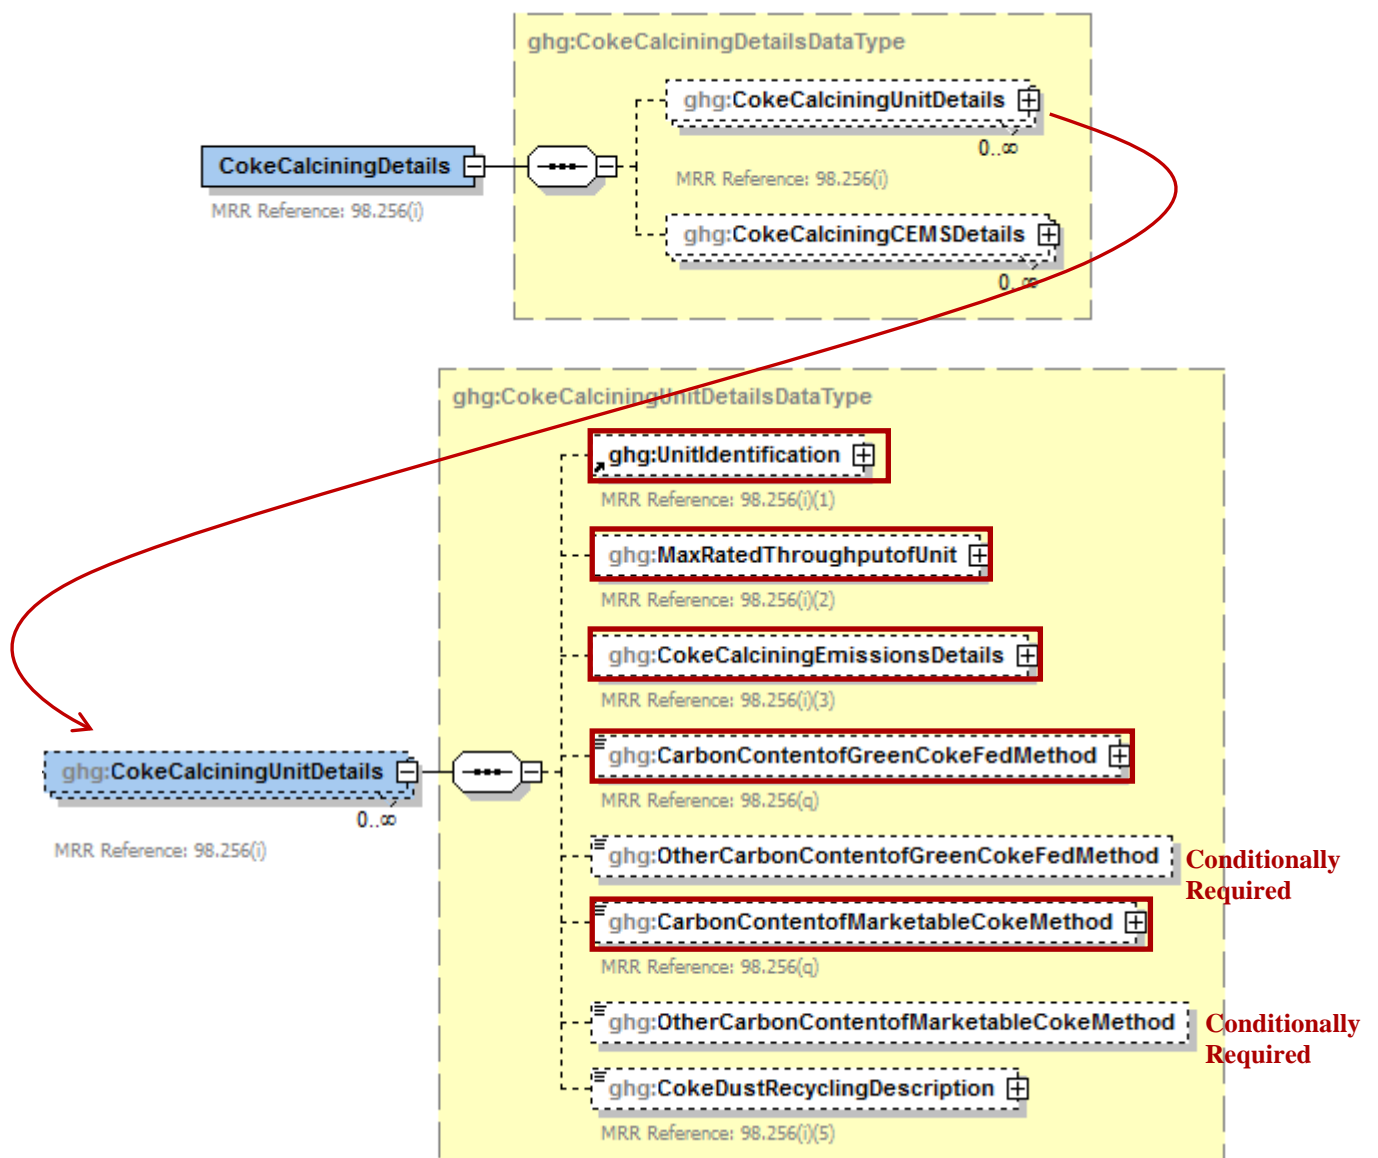 ghg:CokeCalciningDetailsDataType
ghg:CokeCalciningUnitDetails
0..∞
MRR Reference: 98.256(i)
CokeCalciningDetails
MRR Reference: 98.256(i)
ghg:CokeCalciningCEMSDetails
0..∞
ghg:CokeCalciningUnitDetailsDataType
ghg:UnitIdentification
MRR Reference: 98.256(i)(1)
ghg:MaxRatedThroughputofUnit
MRR Reference: 98.256(i)(2)
ghg:CokeCalciningEmissionsDetails
MRR Reference: 98.256(i)(3)
ghg:CarbonContentofGreenCokeFedMethod
MRR Reference: 98.256(q)
ghg:CokeCalciningUnitDetails
0..∞
MRR Reference: 98.256(i)
ghg:OtherCarbonContentofGreenCokeFedMethod
Conditionally
Required
ghg:CarbonContentofMarketableCokeMethod
MRR Reference: 98.256(q)
ghg:OtherCarbonContentofMarketableCokeMethod
Conditionally
Required
ghg:CokeDustRecyclingDescription
MRR Reference: 98.256(i)(5)